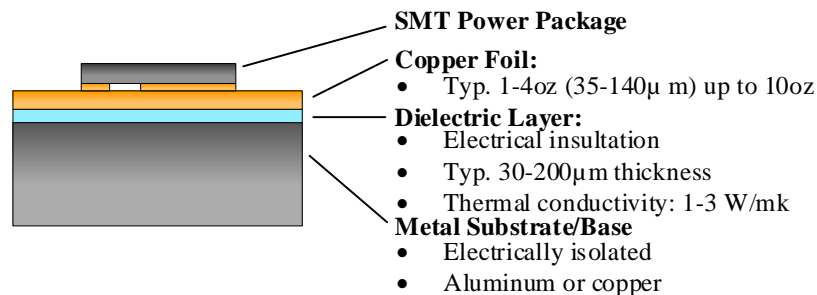 SMT Power Package
Copper Foil:
• Typ. 1-4oz (35-140µ m) up to 10oz
Dielectric Layer:
• Electrical insultation
• Typ. 30-200µm thickness
• Thermal conductivity: 1-3 W/mk
Metal Substrate/Base
• Electrically isolated
• Aluminum or copper